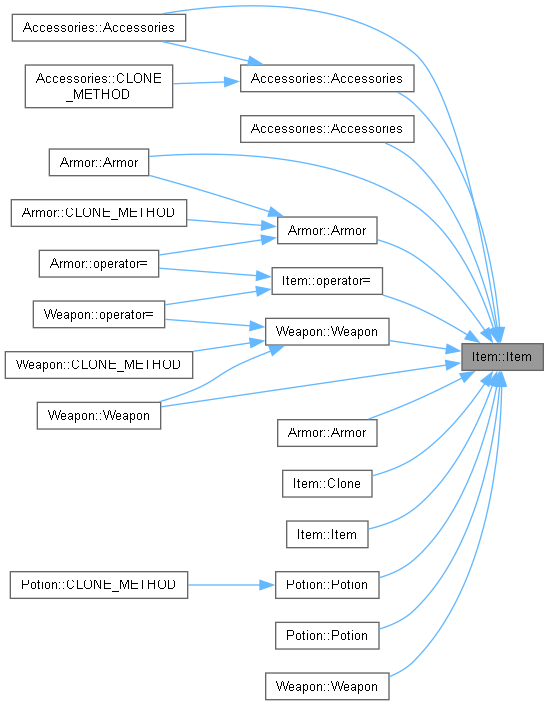 Accessories::Accessories
Accessories::CLONE
_METHOD
Accessories::Accessories
Accessories::Accessories
Armor::Armor
Armor::CLONE_METHOD
Armor::Armor
Armor::operator=
Item::operator=
Weapon::operator=
Weapon::Weapon
Item::Item
Weapon::CLONE_METHOD
Weapon::Weapon
Armor::Armor
Item::Clone
Item::Item
Potion::CLONE_METHOD
Potion::Potion
Potion::Potion
Weapon::Weapon